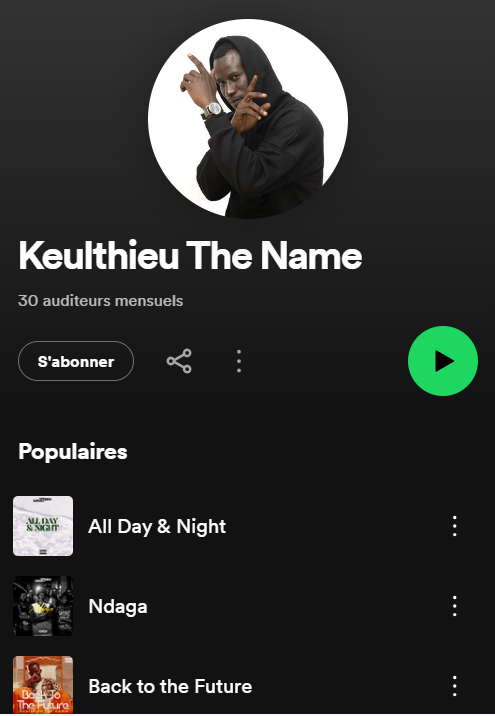 Keulthieu The Name
30 auditeurs mensuels
S'abonner
Populaires
ALL DAY
& NIGHT
All Day & Night
Ndaga
Back To
The Future
Back to the Future